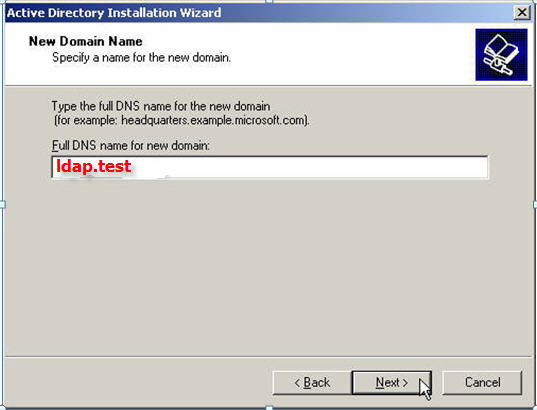 Active Directory Installation Wizard
New Domain Name
Specify a name for the new domain.
Type the full DNS name for the new domain
(for example: headquarters.example.microsoft.com).
Full DNS name for new domain:
ldap.test
< Back
Next >
Cancel